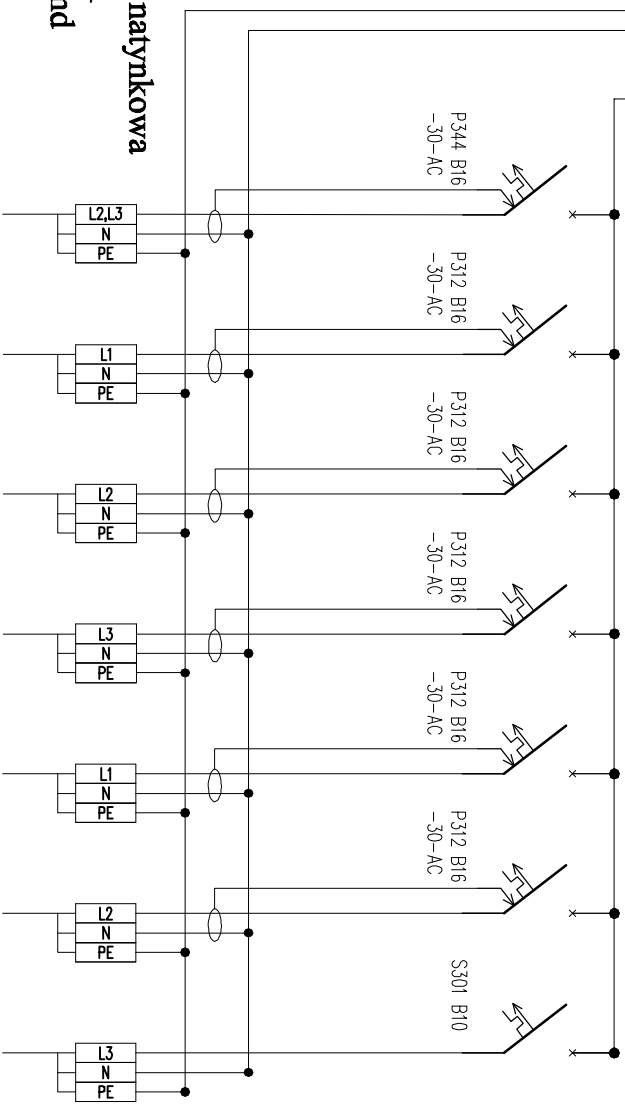 natynkowa
nd
P344 B16
-30-AC
L2,L3
N
PE
P312 B16
-30-AC
L1
N
PE
P312 B16
-30-AC
L2
N
PE
P312 B16
-30-AC
L3
N
PE
P312 B16
-30-AC
L1
N
PE
P312 B16
-30-AC
L2
N
PE
S301 B10
L3
N
PE